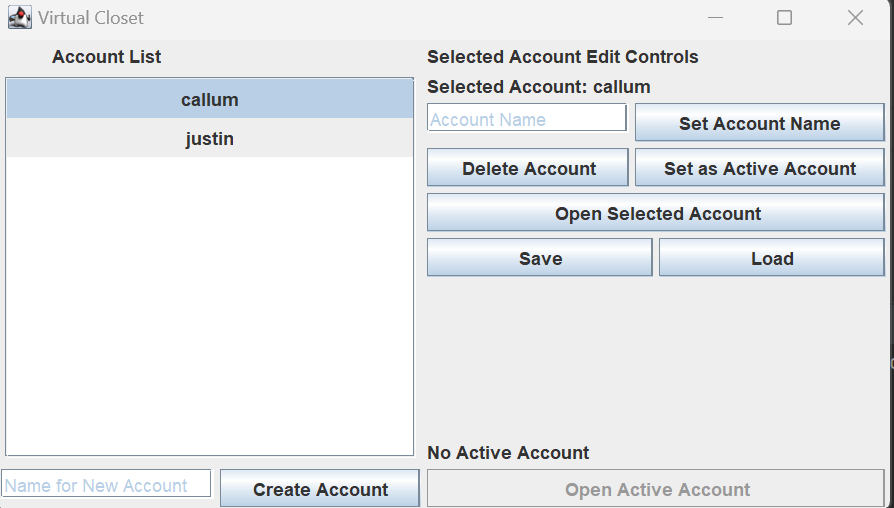 Virtual Closet
Account List
callum
justin
Name for New Account
Create Account
Selected Account Edit Controls
Selected Account: callum
Account Name
Set Account Name
Delete Account
Set as Active Account
Open Selected Account
Save
Load
No Active Account
Open Active Account